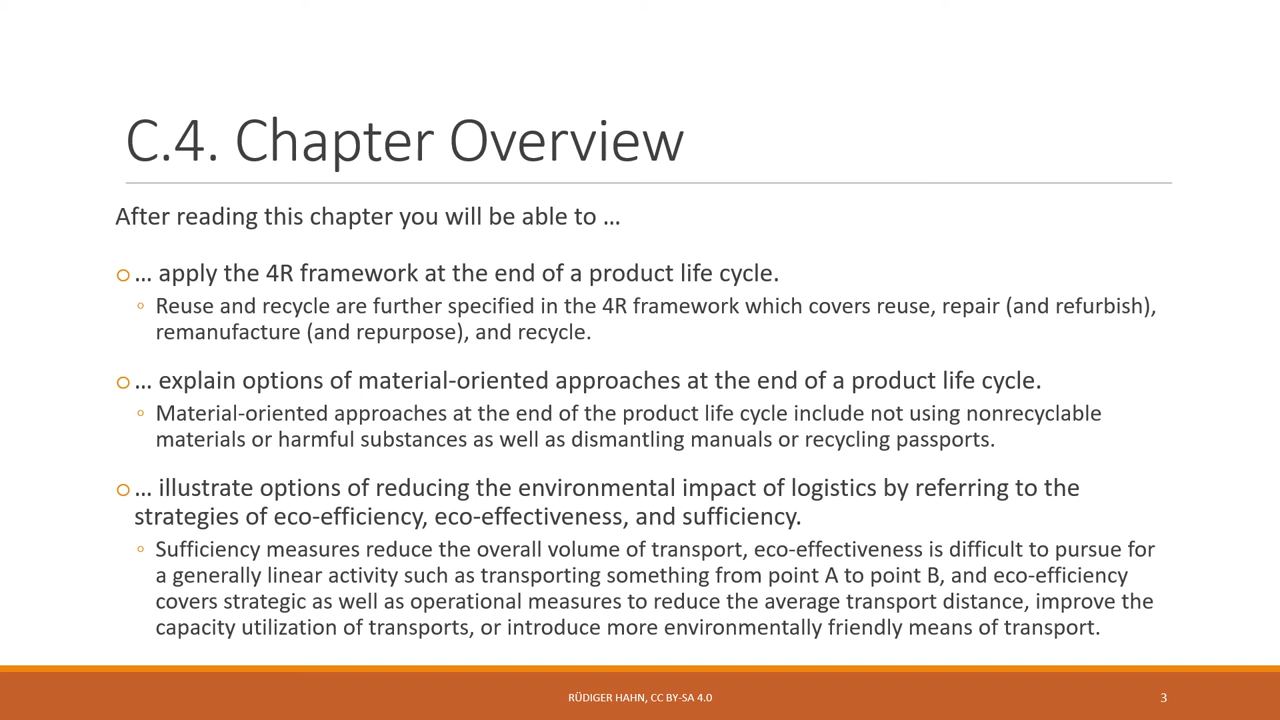 C.4. Chapter Overview
After reading this chapter you will be able to …
o … apply the 4R framework at the end of a product life cycle.
◦ Reuse and recycle are further specified in the 4R framework which covers reuse, repair (and refurbish),
remanufacture (and repurpose), and recycle.
o … explain options of material-oriented approaches at the end of a product life cycle.
◦ Material-oriented approaches at the end of the product life cycle include not using nonrecyclable
materials or harmful substances as well as dismantling manuals or recycling passports.
o … illustrate options of reducing the environmental impact of logistics by referring to the
strategies of eco-efficiency, eco-effectiveness, and sufficiency.
◦ Sufficiency measures reduce the overall volume of transport, eco-effectiveness is difficult to pursue for
a generally linear activity such as transporting something from point A to point B, and eco-efficiency
covers strategic as well as operational measures to reduce the average transport distance, improve the
capacity utilization of transports, or introduce more environmentally friendly means of transport.
RÜDIGER HAHN, CC BY-SA 4.0
3